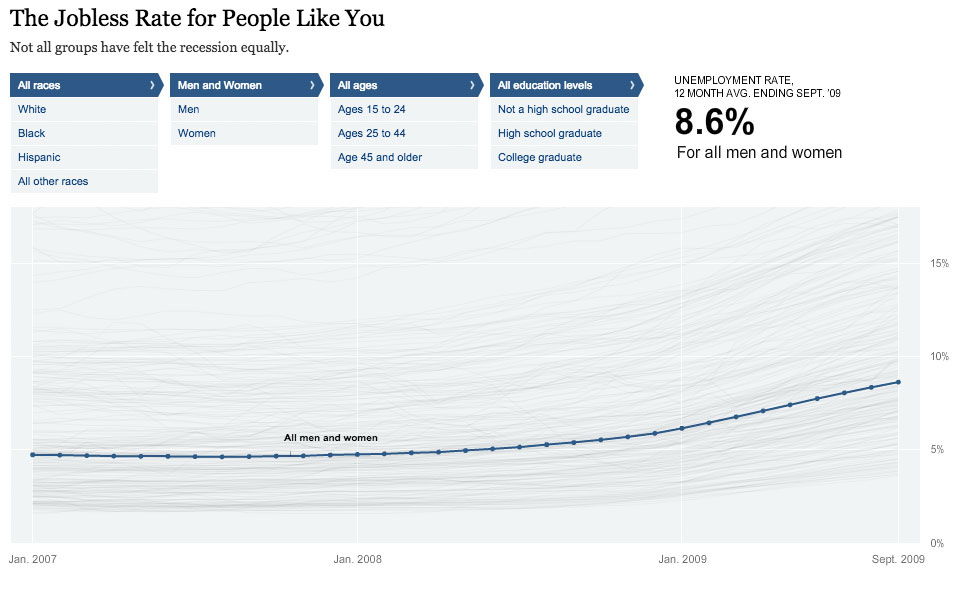 The Jobless Rate for People Like You
Not all groups have felt the recession equally.
All races ❯
White
Black
Hispanic
All other races
Men and Women ❯
Men
Women
All ages ❯
Ages 15 to 24
Ages 25 to 44
Age 45 and older
All education levels ❯
Not a high school graduate
High school graduate
College graduate
UNEMPLOYMENT RATE,
12 MONTH AVG. ENDING SEPT. '09
8.6%
For all men and women
15%
10%
All men and women
5%
0%
Jan. 2007
Jan. 2008
Jan. 2009
Sept. 2009